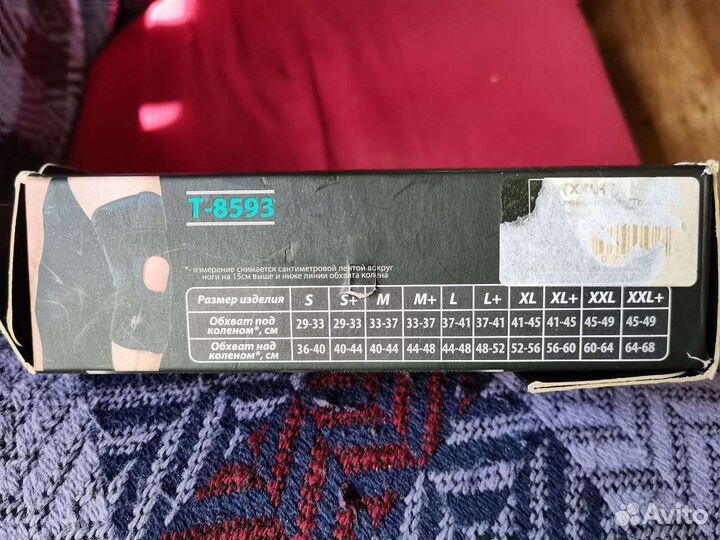 T-8593
*- измерение снимается сантиметровой лентой вокруг
ноги на 15см выше и ниже линии обхвата колена
Размер изделия S S+ M M+ L L+ XL XL+ XXL XXL+
Обхват под коленом*, см 29-33 29-33 33-37 33-37 37-41 37-41 41-45 41-45 45-49 45-49
Обхват над коленом*, см 36-40 40-44 40-44 44-48 44-48 48-52 52-56 56-60 60-64 64-68
Avito